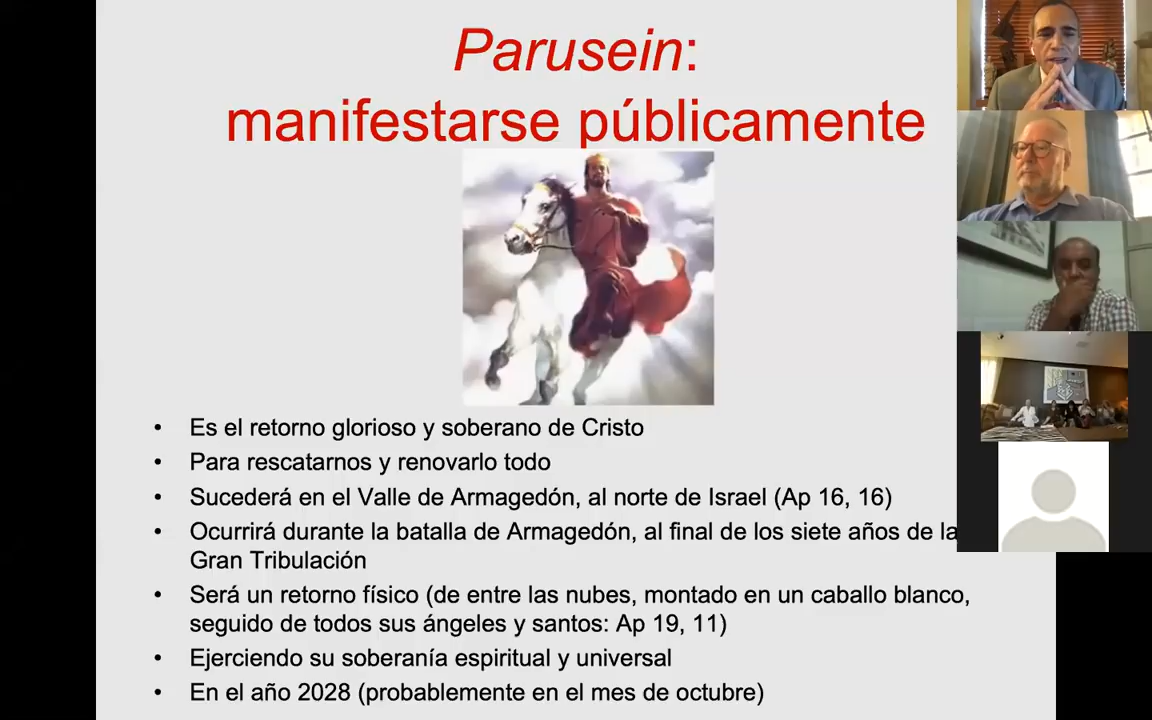 Parusein:
manifestarse públicamente
• Es el retorno glorioso y soberano de Cristo
• Para rescatarnos y renovarlo todo
• Sucederá en el Valle de Armagedón, al norte de Israel (Ap 16, 16)
• Ocurrirá durante la batalla de Armagedón, al final de los siete años de la
Gran Tribulación
• Será un retorno físico (de entre las nubes, montado en un caballo blanco,
seguido de todos sus ángeles y santos: Ap 19, 11)
• Ejerciendo su soberanía espiritual y universal
• En el año 2028 (probablemente en el mes de octubre)